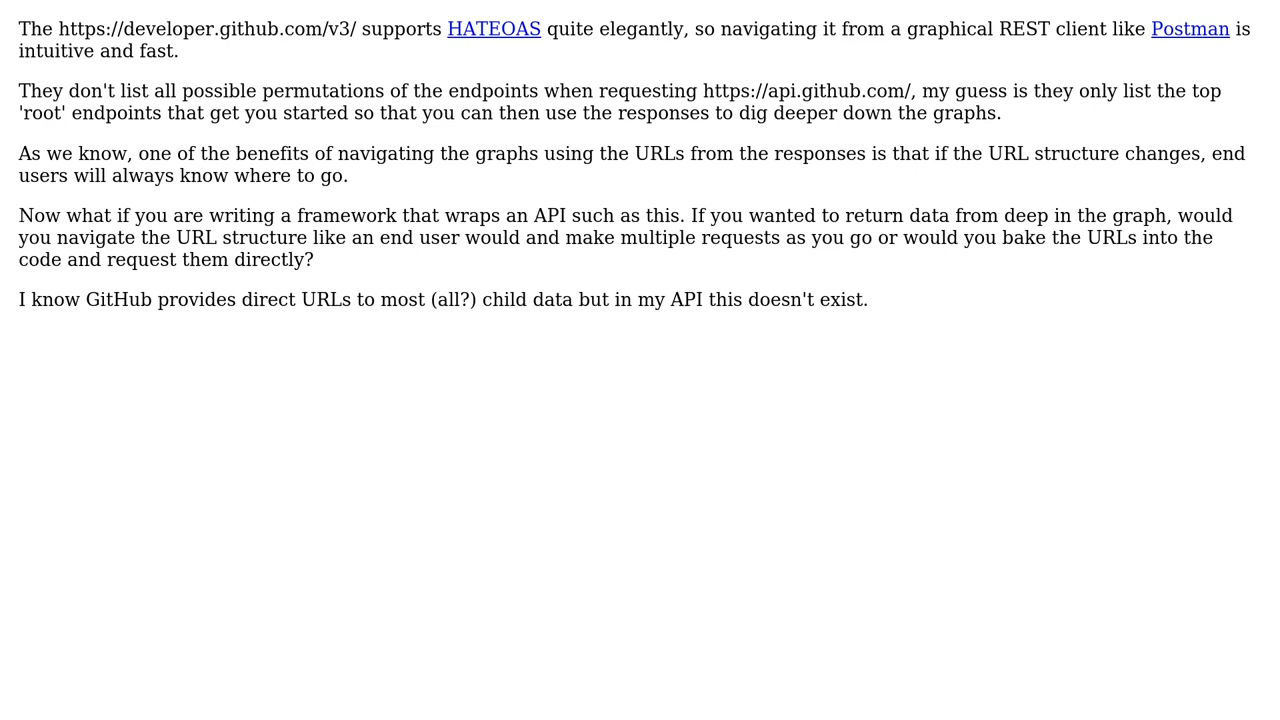 The https://developer.github.com/v3/ supports HATEOAS quite elegantly, so navigating it from a graphical REST client like Postman is
intuitive and fast.
They don't list all possible permutations of the endpoints when requesting https://api.github.com/, my guess is they only list the top
'root' endpoints that get you started so that you can then use the responses to dig deeper down the graphs.
As we know, one of the benefits of navigating the graphs using the URLs from the responses is that if the URL structure changes, end
users will always know where to go.
Now what if you are writing a framework that wraps an API such as this. If you wanted to return data from deep in the graph, would
you navigate the URL structure like an end user would and make multiple requests as you go or would you bake the URLs into the
code and request them directly?
I know GitHub provides direct URLs to most (all?) child data but in my API this doesn't exist.